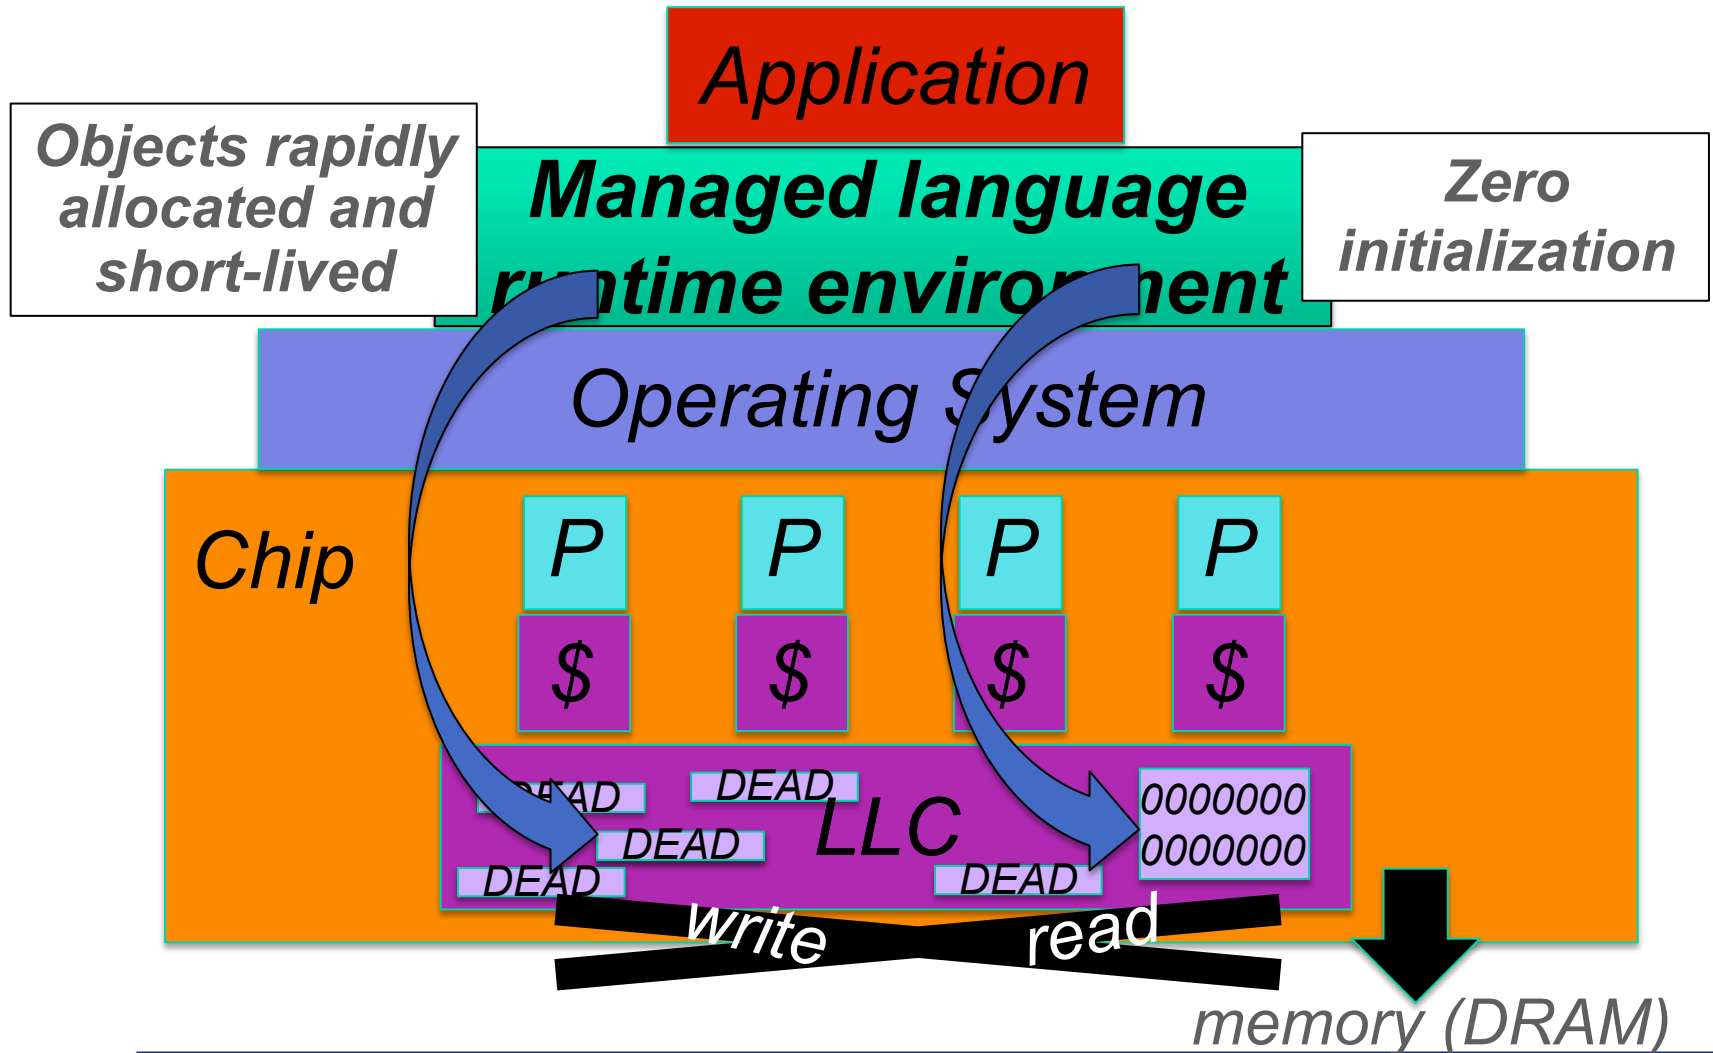 Application
Objects rapidly
allocated and
short-lived
Managed language
runtime environment
Zero
initialization
Operating System
Chip
P P P P
$ $ $ $
DEAD DEAD
DEAD
DEAD DEAD
LLC
0000000
0000000
write read
memory (DRAM)